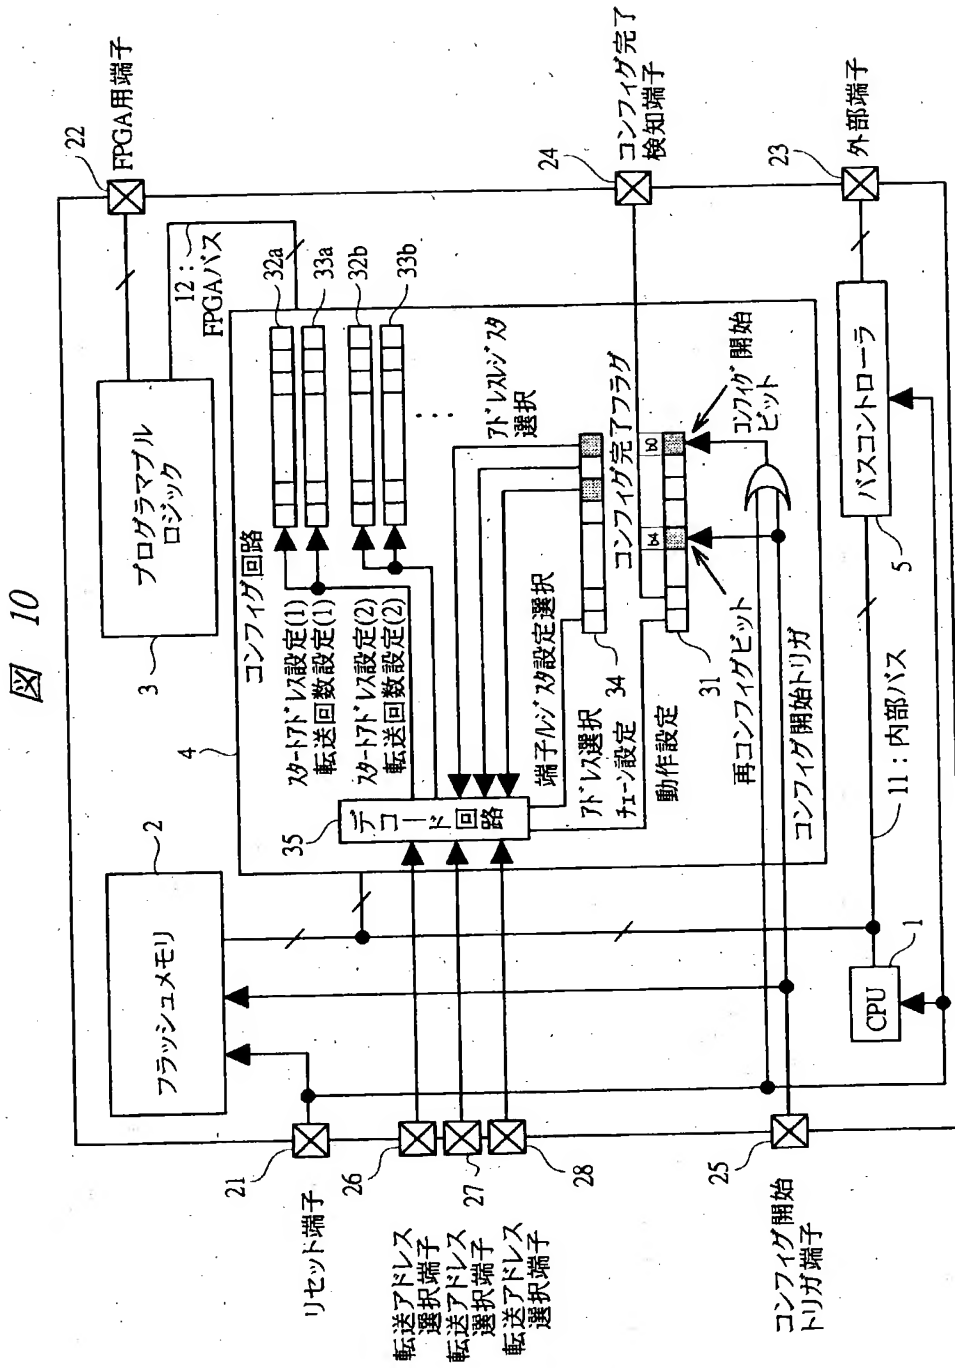 図 10
フラッシュメモリ
2
プログラマブル
ロジック
3
FPGA用端子
22
12：
FPGAバス
4
コンフィグ回路
スタートアドレス設定(1)
転送回数設定(1)
スタートアドレス設定(2)
転送回数設定(2)
32a
33a
32b
33b
35
デコード回路
アドレスレジスタ
選択
端子/レジスタ設定選択
34
アドレス選択
チェーン設定
コンフィグ完了フラグ
24
コンフィグ完了
検知端子
動作設定
31
b4
b0
コンフィグ開始
ビット
再コンフィグビット
コンフィグ開始トリガ
リセット端子
21
転送アドレス
選択端子
26
転送アドレス
選択端子
27
転送アドレス
選択端子
28
コンフィグ開始
トリガ端子
25
CPU
1
11：内部バス
バスコントローラ
5
外部端子
23